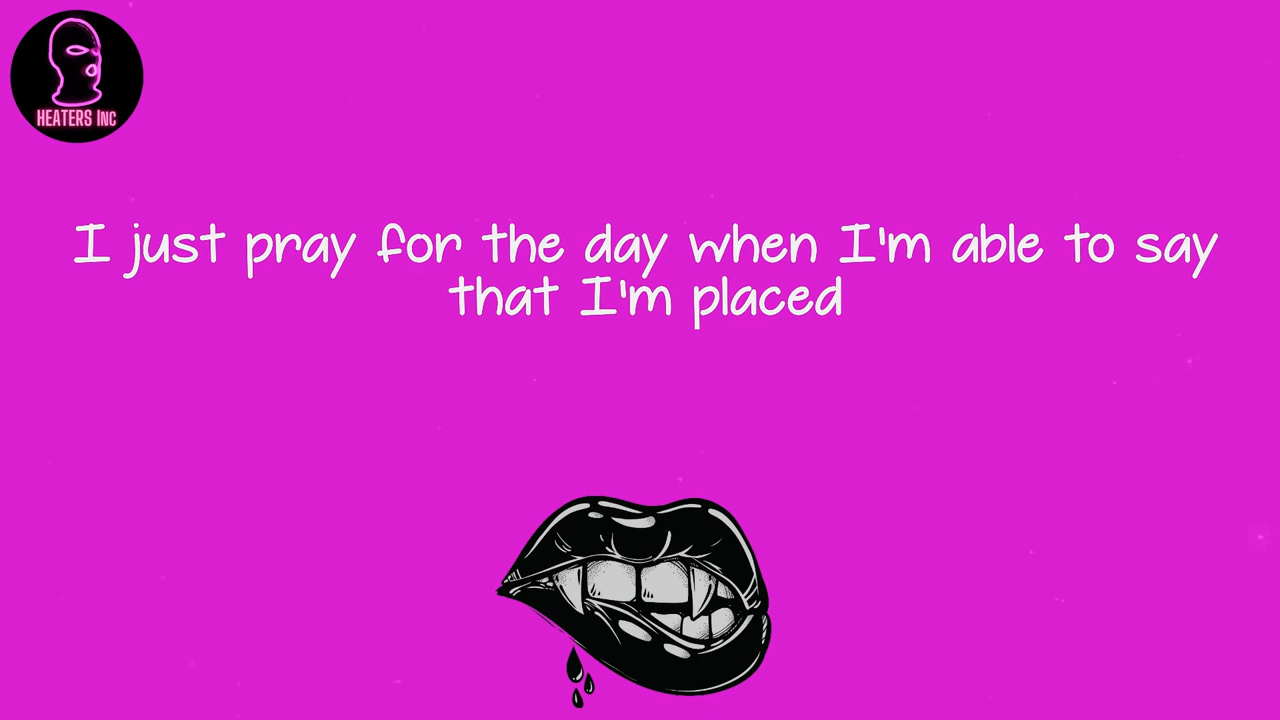 HEATERS INC
I just pray for the day when I'm able to say
that I'm placed